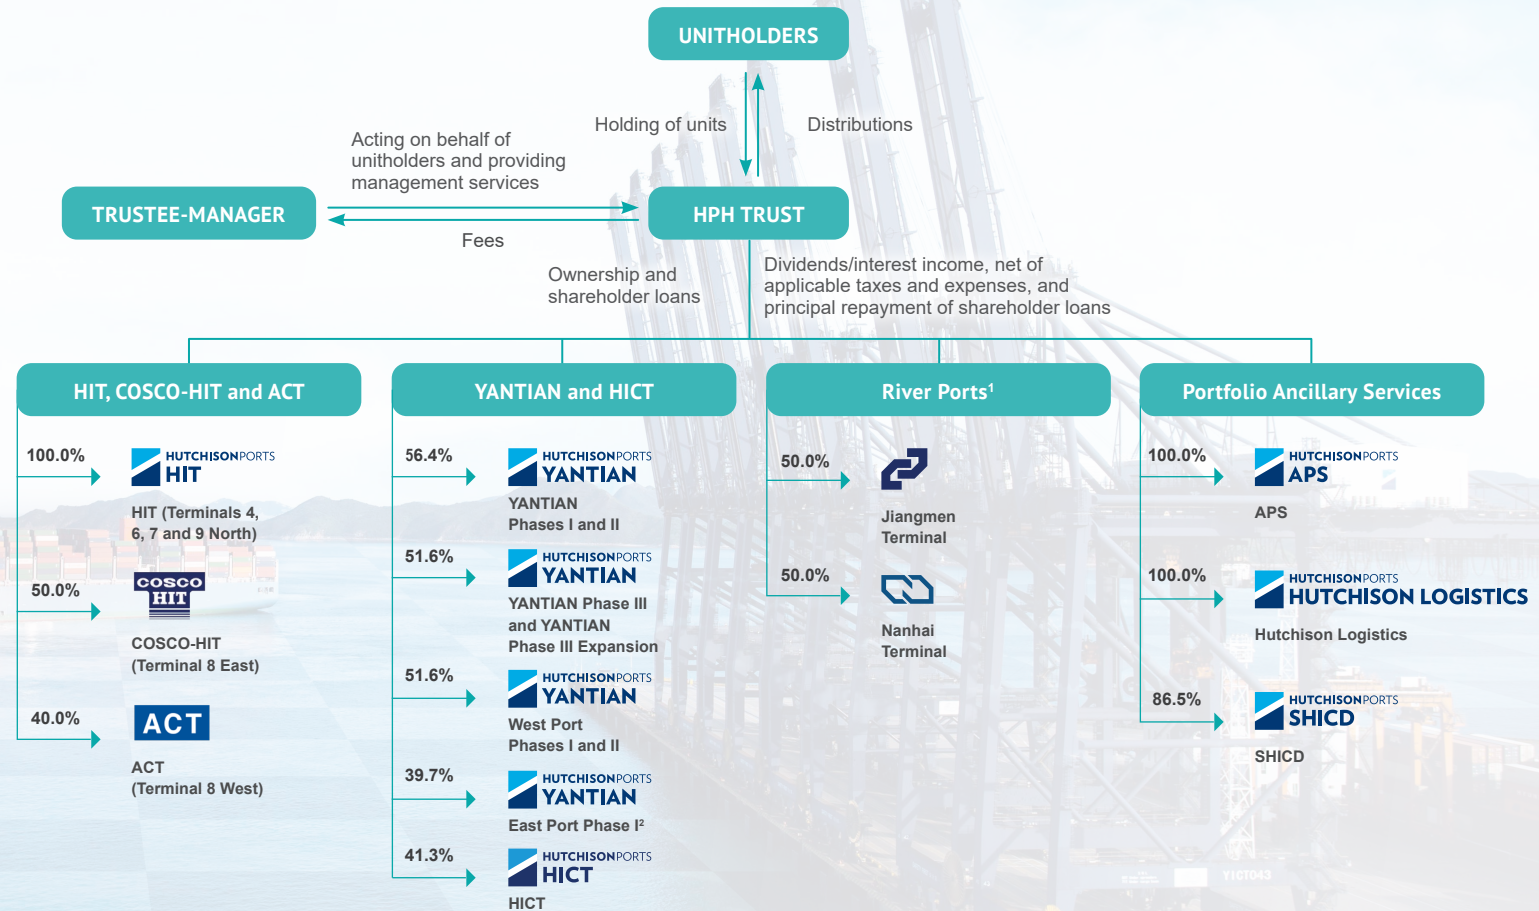 UNITHOLDERS
Holding of units
Distributions
Acting on behalf of
unitholders and providing
management services
TRUSTEE-MANAGER
HPH TRUST
Fees
Ownership and
shareholder loans
Dividends/interest income, net of
applicable taxes and expenses, and
principal repayment of shareholder loans
HIT, COSCO-HIT and ACT
100.0%
HUTCHISONPORTS
HIT
HIT (Terminals 4,
6, 7 and 9 North)
50.0%
COSCO
HIT
COSCO-HIT
(Terminal 8 East)
40.0%
ACT
ACT
(Terminal 8 West)
YANTIAN and HICT
56.4%
HUTCHISONPORTS
YANTIAN
YANTIAN
Phases I and II
51.6%
HUTCHISONPORTS
YANTIAN
YANTIAN Phase III
and YANTIAN
Phase III Expansion
51.6%
HUTCHISONPORTS
YANTIAN
West Port
Phases I and II
39.7%
HUTCHISONPORTS
YANTIAN
East Port Phase I²
41.3%
HUTCHISONPORTS
HICT
HICT
River Ports¹
50.0%
Jiangmen
Terminal
50.0%
Nanhai
Terminal
Portfolio Ancillary Services
100.0%
HUTCHISONPORTS
APS
APS
100.0%
HUTCHISONPORTS
HUTCHISON LOGISTICS
Hutchison Logistics
86.5%
HUTCHISONPORTS
SHICD
SHICD
YICT043